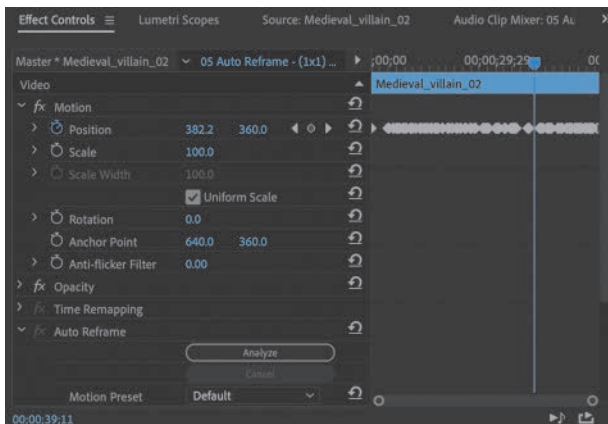 Effect Controls Lumetri Scopes Source: Medieval_villain_02 Audio Clip Mixer: 05 Au
Master * Medieval_villain_02 05 Auto Reframe - (1x1) ... ;00;00 00;00;29;29 00
Video Medieval_villain_02
fx Motion
Position 382.2 360.0
Scale 100.0
Scale Width 100.0
Uniform Scale
Rotation 0.0
Anchor Point 640.0 360.0
Anti-flicker Filter 0.00
fx Opacity
fx Time Remapping
fx Auto Reframe
Analyze
Cancel
Motion Preset Default
00;00;39;11